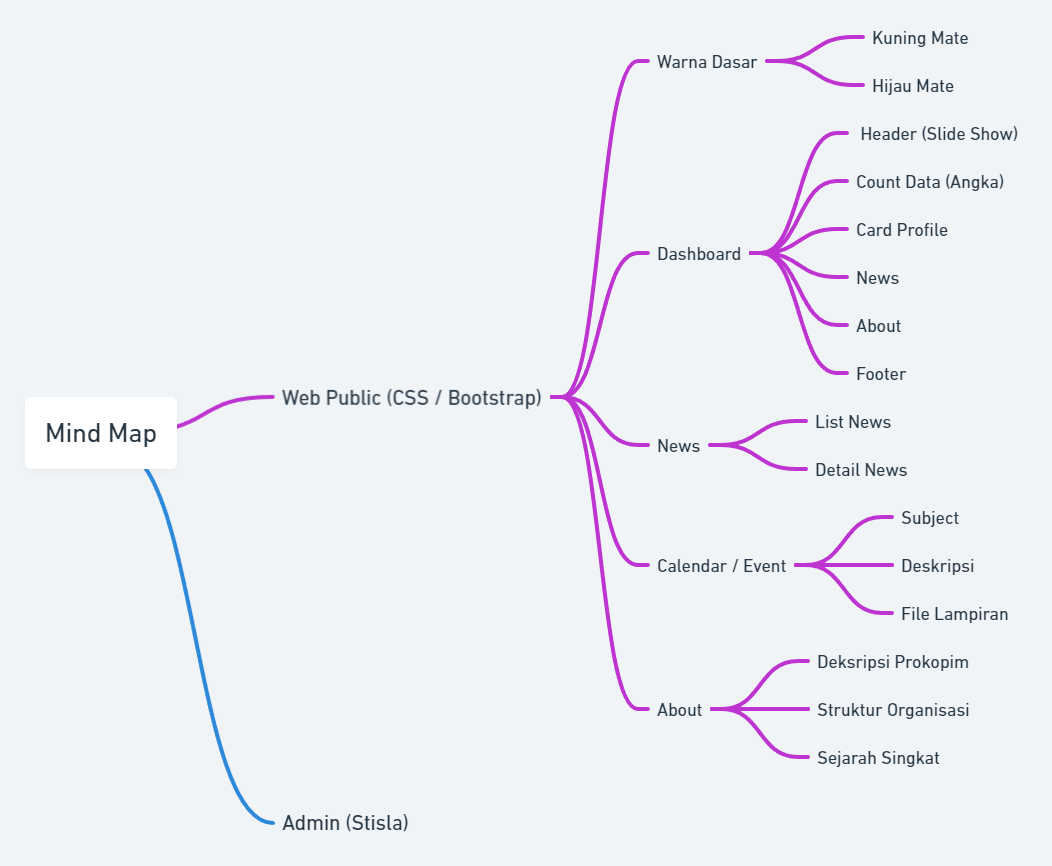 Mind Map
Web Public (CSS / Bootstrap)
Warna Dasar
Kuning Mate
Hijau Mate
Dashboard
Header (Slide Show)
Count Data (Angka)
Card Profile
News
About
Footer
News
List News
Detail News
Calendar / Event
Subject
Deskripsi
File Lampiran
About
Deksripsi Prokopim
Struktur Organisasi
Sejarah Singkat
Admin (Stisla)